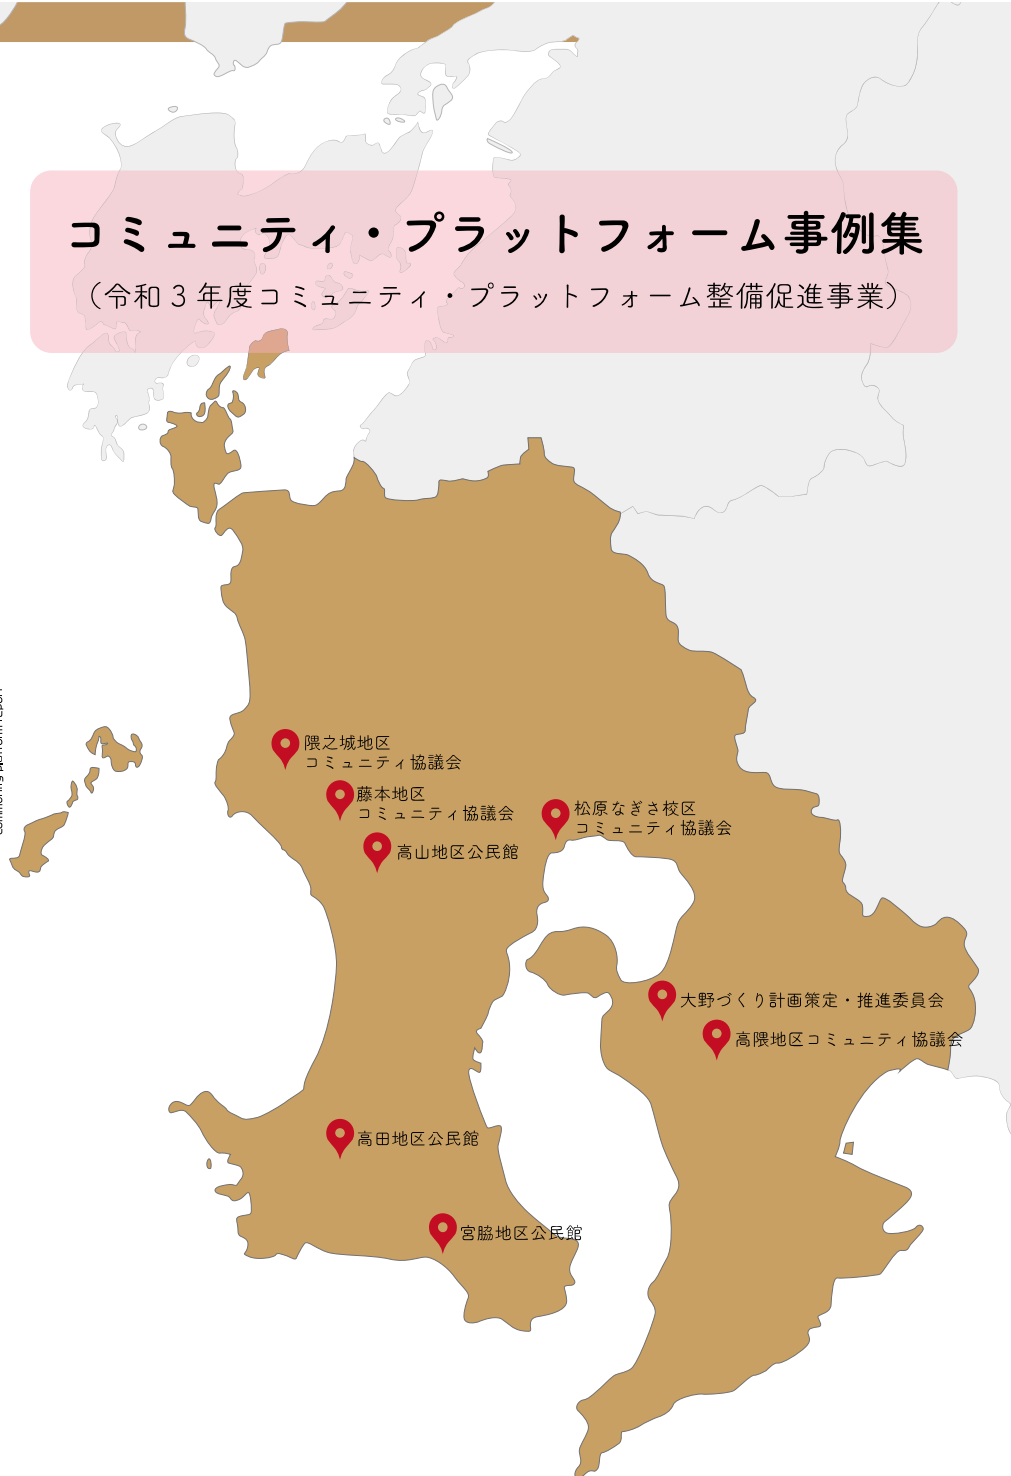 コミュニティ・プラットフォーム事例集
（令和３年度コミュニティ・プラットフォーム整備促進事業）
隈之城地区
コミュニティ協議会
藤本地区
コミュニティ協議会
高山地区公民館
松原なぎさ校区
コミュニティ協議会
大野づくり計画策定・推進委員会
高隈地区コミュニティ協議会
高田地区公民館
宮脇地区公民館